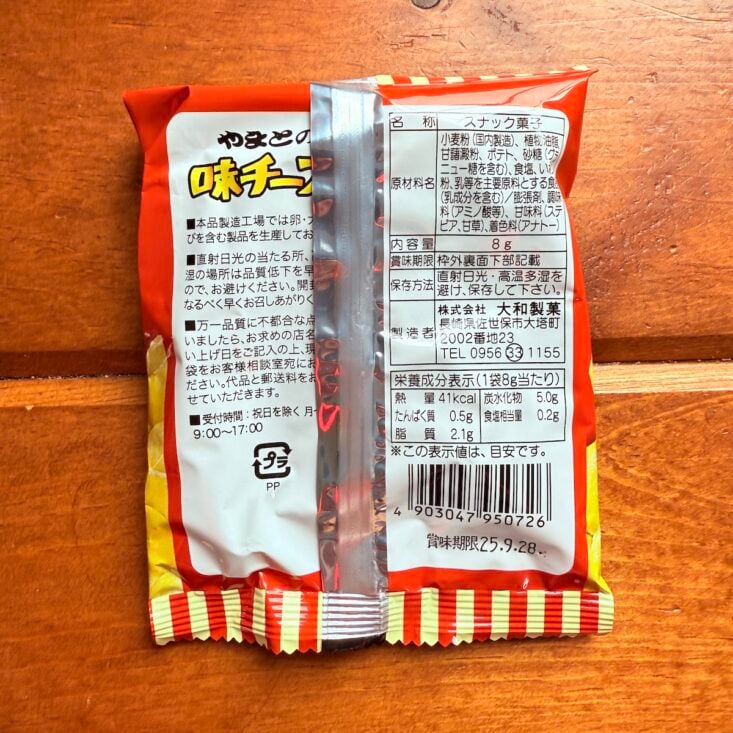 やまとの
味チー
■本品製造工場では卵・
びを含む製品を生産してお
■直射日光の当たる所、
湿の場所は品質低下を早
ので、お避けください。開封
なるべく早くお召しあがりく
■万一品質に不都合な点
いましたら、お求めの店名
い上げ日をご記入の上、現
袋をお客様相談室宛にお
ださい。代品と郵送料をお
せていただきます。
■受付時間：祝日を除く 月
9:00〜17:00
プラ
PP
名 称 スナック菓子
原材料名 小麦粉（国内製造）、植物油脂、
甘藷澱粉、ポテト、砂糖（グラ
ニュー糖を含む）、食塩、いわし
粉、乳等を主要原料とする食品
（乳成分を含む）／膨張剤、調味
料（アミノ酸等）、甘味料（ステ
ビア、甘草）、着色料（アナトー）
内容量 8g
賞味期限 枠外裏面下部記載
保存方法 直射日光・高温多湿を
避け、保存して下さい。
製造者 株式会社 大和製菓
長崎県佐世保市大塔町
2002番地23
TEL 0956 33 1155
栄養成分表示（1袋8g当たり）
熱 量 41kcal 炭水化物 5.0g
たんぱく質 0.5g 食塩相当量 0.2g
脂 質 2.1g
※この表示値は、目安です。
4 903047 950726
賞味期限25.9.28